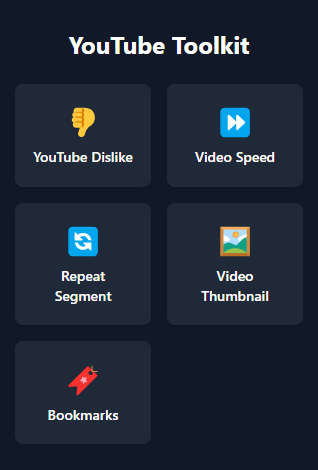 YouTube Toolkit
YouTube Dislike
Video Speed
Repeat
Segment
Video
Thumbnail
Bookmarks